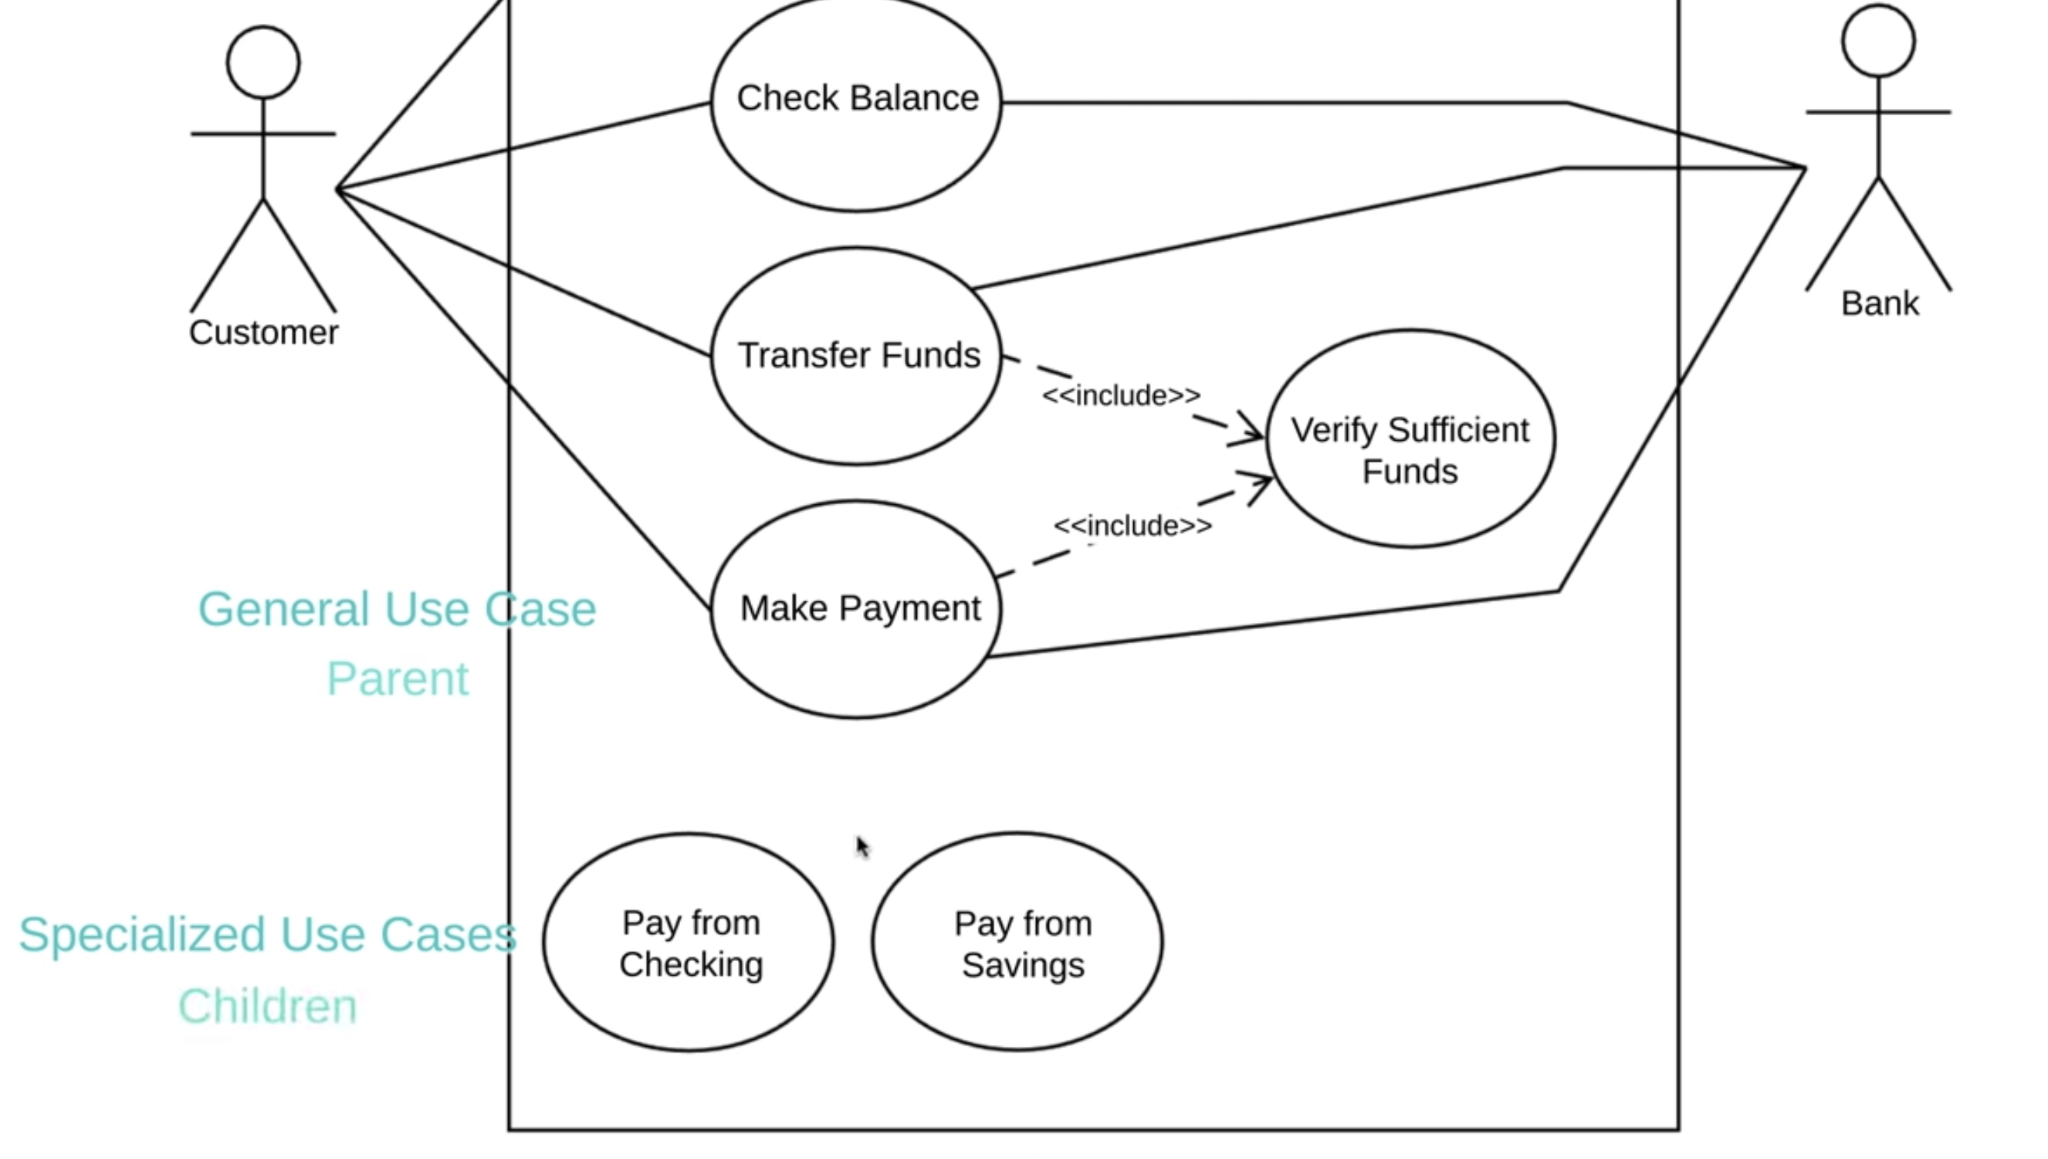 Check Balance
Customer
Bank
Transfer Funds
<<include>>
Verify Sufficient
Funds
<<include>>
Make Payment
General Use Case
Parent
Pay from
Checking
Pay from
Savings
Specialized Use Cases
Children